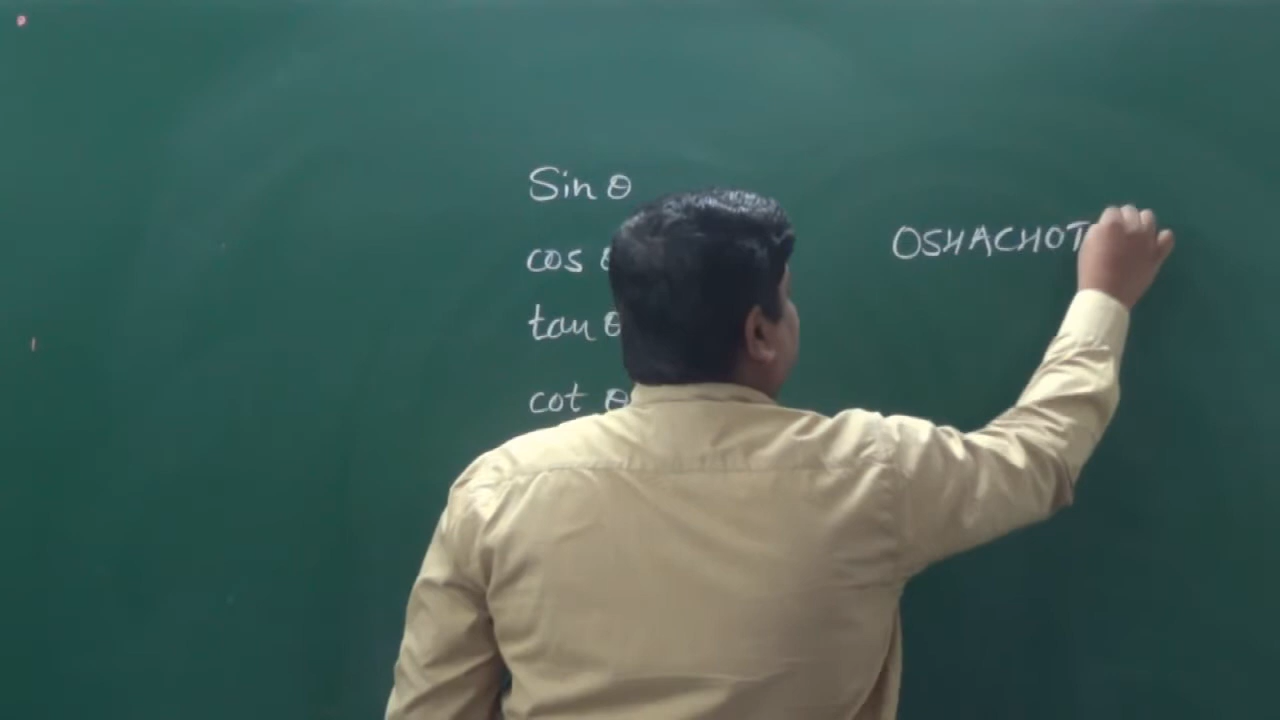 Sin θ
cos θ
tan θ
cot θ
OSHACHOT